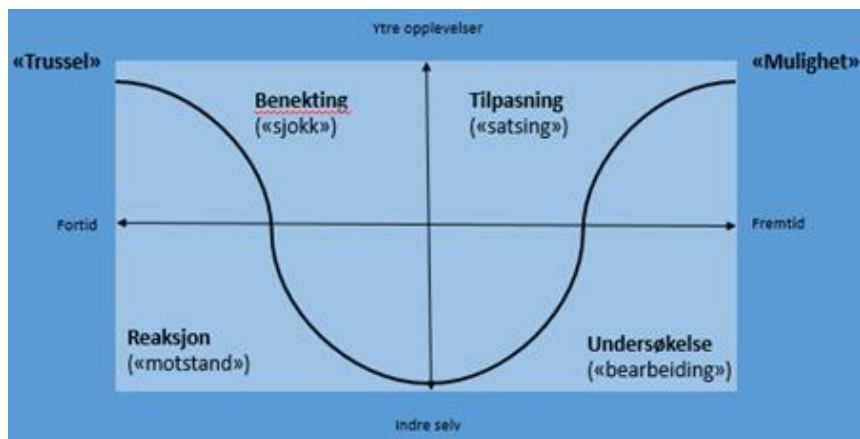 Ytre opplevelser
«Trussel»
«Mulighet»
Benekting
(«sjokk»)
Tilpasning
(«satsing»)
Fortid
Fremtid
Reaksjon
(«motstand»)
Undersøkelse
(«bearbeiding»)
Indre selv